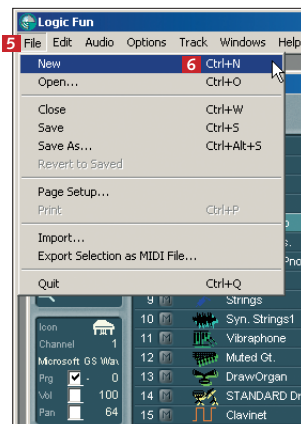 Logic Fun
5 File Edit Audio Options Track Windows Help
New 6 Ctrl+N
Open... Ctrl+O
Close Ctrl+W
Save Ctrl+S
Save As... Ctrl+Alt+S
Revert to Saved
Page Setup...
Print Ctrl+P
Import...
Export Selection as MIDI File...
Quit Ctrl+Q
9 M Strings
Icon
10 M Syn. Strings1
Channel 1
11 M Vibraphone
Microsoft GS Wav
12 M Muted Gt.
Prg - 0
13 M DrawOrgan
Vol 100
14 M STANDARD Dr
Pan 64
15 M Clavinet